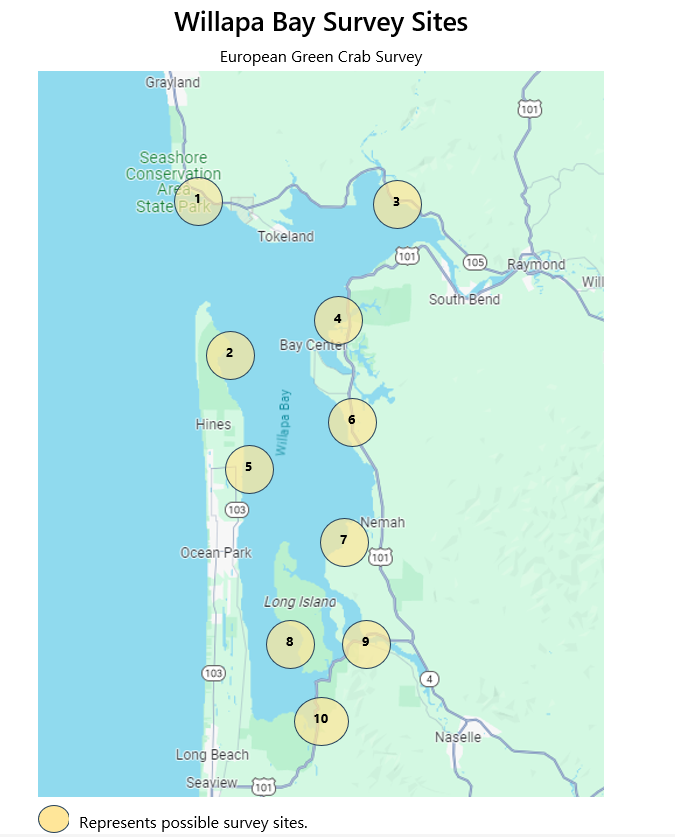 Willapa Bay Survey Sites
European Green Crab Survey
Grayland
101
Seashore
Conservation
Area
State Park
1
3
Tokeland
101
105
Raymond
Will
South Bend
4
Bay Center
2
Willapa Bay
Hines
6
5
103
Nemah
7
Ocean Park
101
Long Island
8
9
103
4
10
Naselle
Long Beach
Seaview
101
Represents possible survey sites.